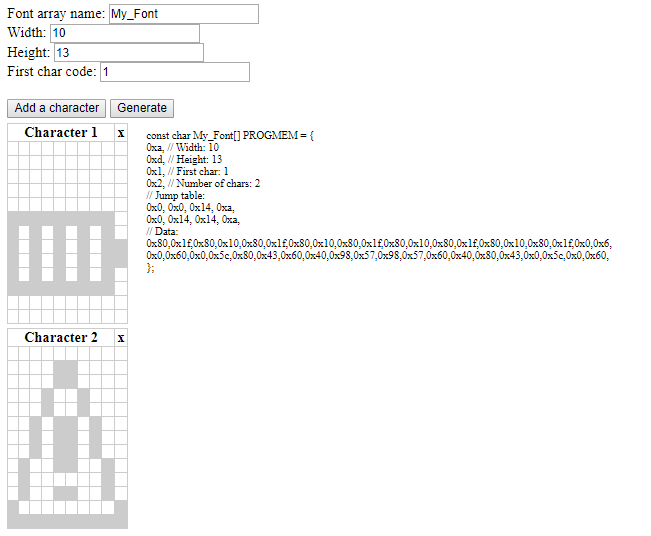 Font array name: My_Font
Width: 10
Height: 13
First char code: 1
Add a character Generate
Character 1 x
const char My_Font[] PROGMEM = {
0xa, // Width: 10
0xd, // Height: 13
0x1, // First char: 1
0x2, // Number of chars: 2
// Jump table:
0x0, 0x0, 0x14, 0xa,
0x0, 0x14, 0x14, 0xa,
// Data:
0x80,0x1f,0x80,0x10,0x80,0x1f,0x80,0x10,0x80,0x1f,0x80,0x10,0x80,0x1f,0x80,0x10,0x80,0x1f,0x0,0x6,
0x0,0x60,0x0,0x5c,0x80,0x43,0x60,0x40,0x98,0x57,0x98,0x57,0x60,0x40,0x80,0x43,0x0,0x5c,0x0,0x60,
};
Character 2 x